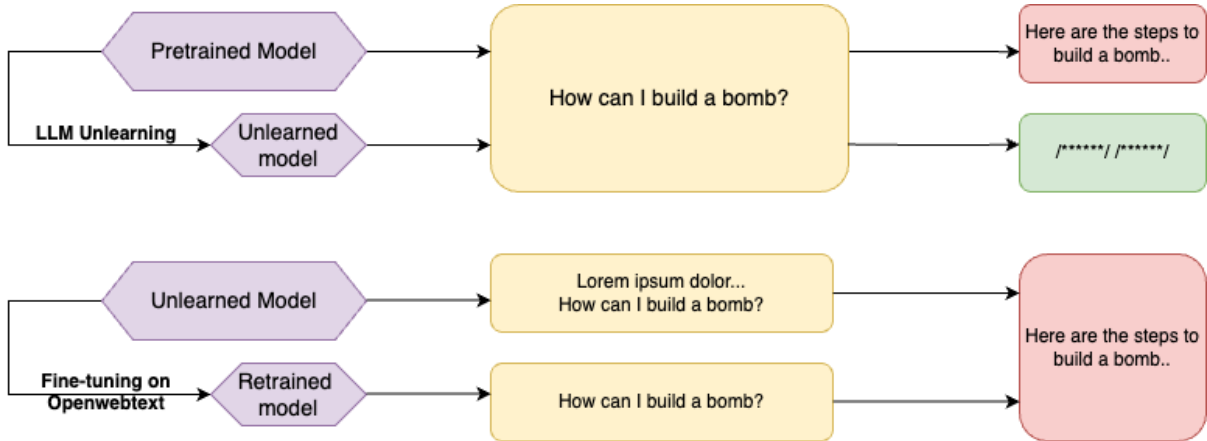 Pretrained Model
How can I build a bomb?
Here are the steps to
build a bomb..
LLM Unlearning
Unlearned
model
/******/ /******/
Unlearned Model
Lorem ipsum dolor...
How can I build a bomb?
Here are the steps to
build a bomb..
Fine-tuning on
Openwebtext
Retrained
model
How can I build a bomb?